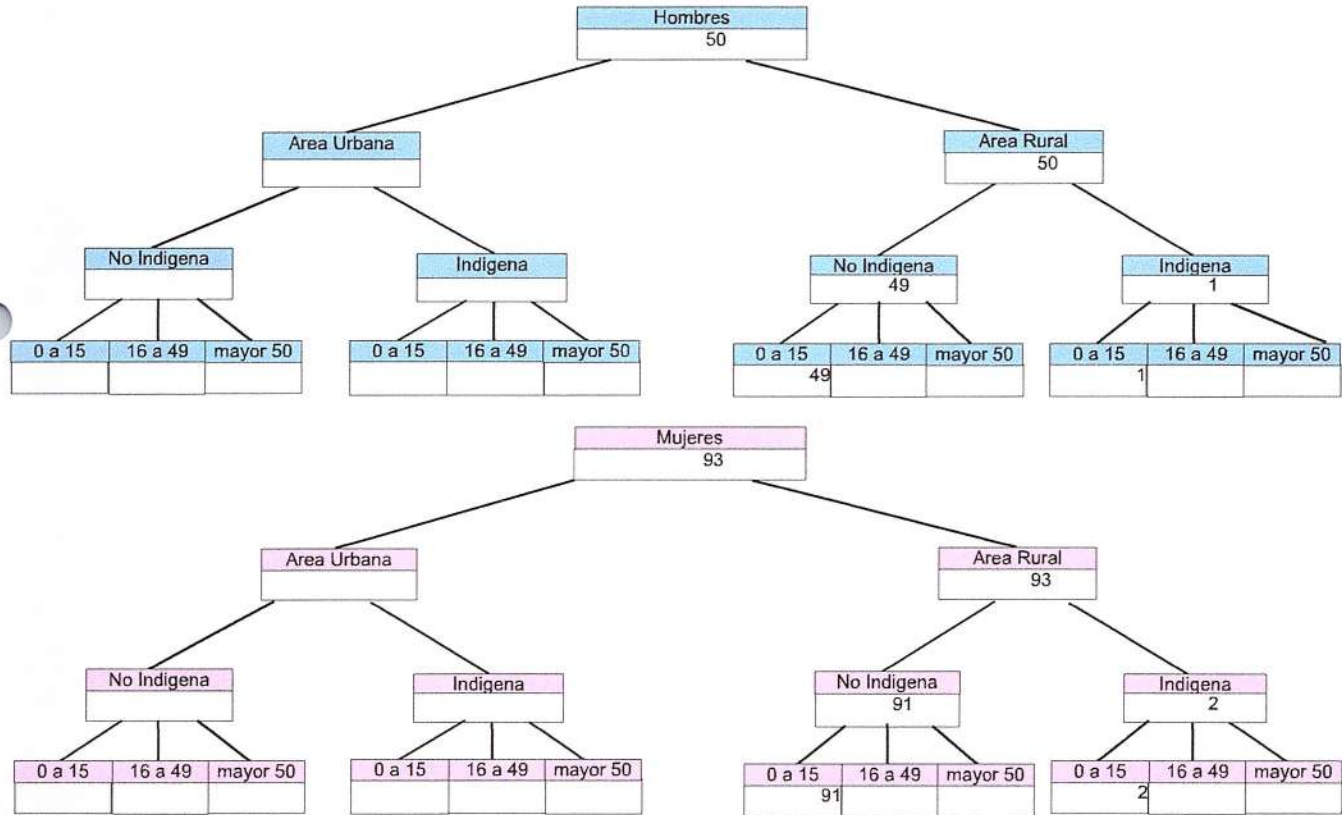 Hombres
50
Area Urbana
Area Rural
50
No Indigena
Indigena
No Indigena
49
Indigena
1
0 a 15 16 a 49 mayor 50
0 a 15 16 a 49 mayor 50
0 a 15 16 a 49 mayor 50
49
0 a 15 16 a 49 mayor 50
1
Mujeres
93
Area Urbana
Area Rural
93
No Indigena
Indigena
No Indigena
91
Indigena
2
0 a 15 16 a 49 mayor 50
0 a 15 16 a 49 mayor 50
0 a 15 16 a 49 mayor 50
91
0 a 15 16 a 49 mayor 50
2